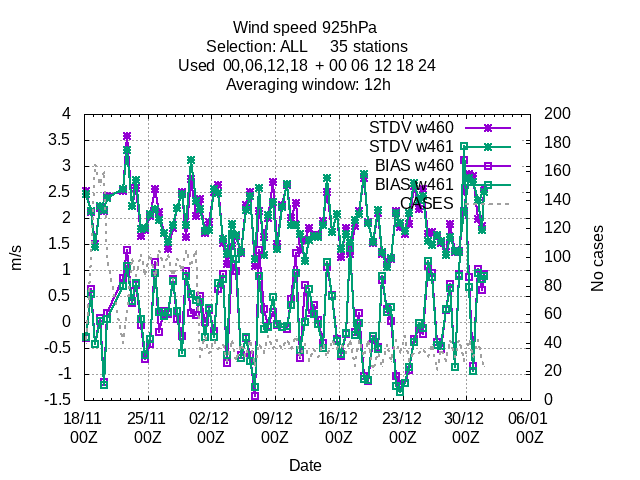 Wind speed 925hPa
Selection: ALL 35 stations
Used 00,06,12,18 + 00 06 12 18 24
Averaging window: 12h
STDV w460
STDV w461
BIAS w460
BIAS w461
CASES
4
3.5
3
2.5
2
1.5
1
0.5
0
-0.5
-1
-1.5
m/s
200
180
160
140
120
100
80
60
40
20
0
No cases
18/11 25/11 02/12 09/12 16/12 23/12 30/12 06/01
00Z 00Z 00Z 00Z 00Z 00Z 00Z 00Z
Date